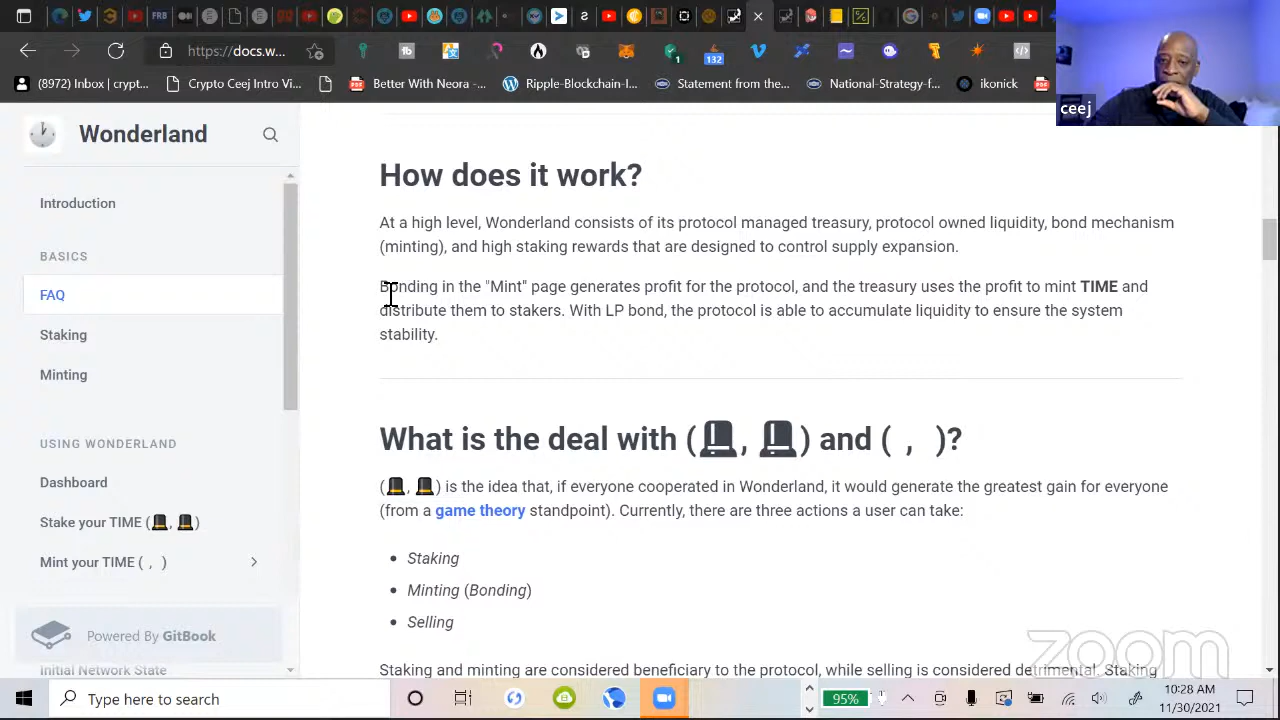 https://docs.w...
132
(8972) Inbox | crypt...
Crypto Ceej Intro Vi...
Better With Neora -...
Ripple-Blockchain-I...
Statement from the...
National-Strategy-f...
ikonick
ceej
Wonderland
Introduction
BASICS
FAQ
Staking
Minting
USING WONDERLAND
Dashboard
Stake your TIME (🎩, 🎩)
Mint your TIME ( , )
Powered By GitBook
Initial Network State
How does it work?
At a high level, Wonderland consists of its protocol managed treasury, protocol owned liquidity, bond mechanism
(minting), and high staking rewards that are designed to control supply expansion.
Bonding in the "Mint" page generates profit for the protocol, and the treasury uses the profit to mint TIME and
distribute them to stakers. With LP bond, the protocol is able to accumulate liquidity to ensure the system
stability.
What is the deal with (🎩, 🎩) and ( , )?
(🎩, 🎩) is the idea that, if everyone cooperated in Wonderland, it would generate the greatest gain for everyone
(from a game theory standpoint). Currently, there are three actions a user can take:
Staking
Minting (Bonding)
Selling
Staking and minting are considered beneficiary to the protocol, while selling is considered detrimental. Staking
zoom
Type here to search
95%
10:28 AM
11/30/2021